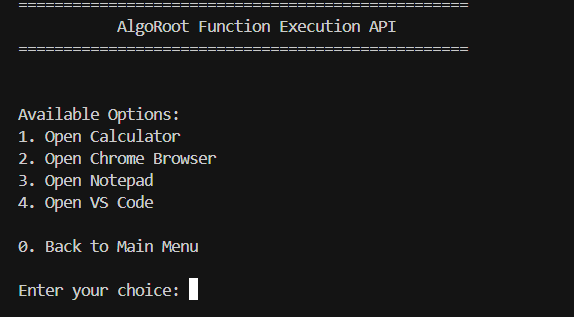 ==================================================
AlgoRoot Function Execution API
==================================================
Available Options:
1. Open Calculator
2. Open Chrome Browser
3. Open Notepad
4. Open VS Code
0. Back to Main Menu
Enter your choice: